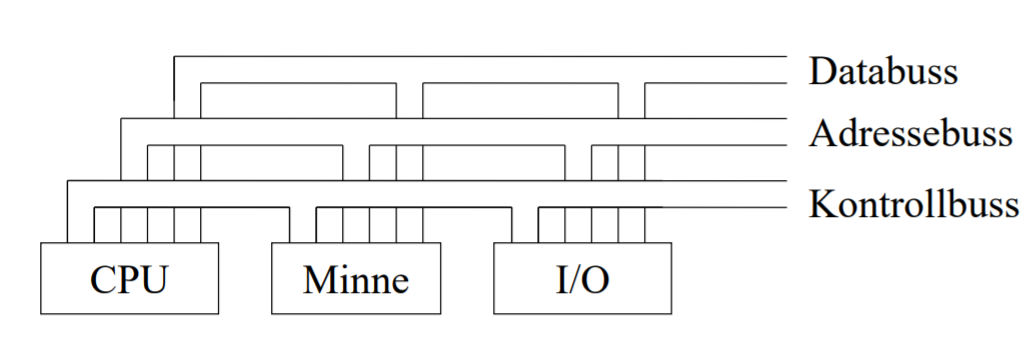 Databuss
Adressebuss
Kontrollbuss
CPU
Minne
I/O